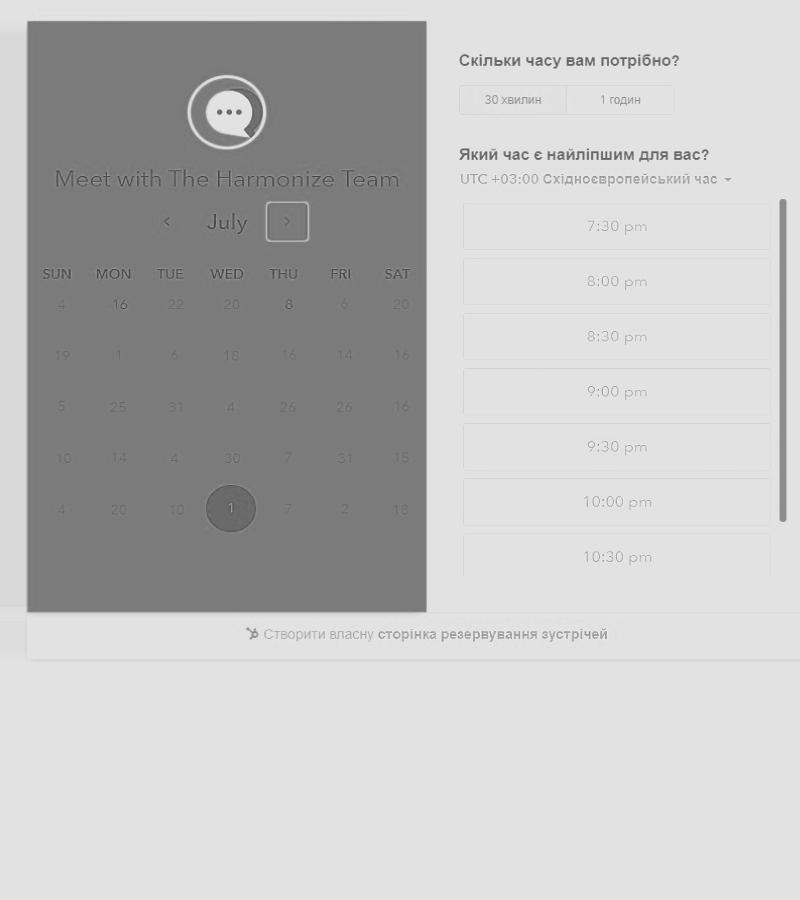 Meet with The Harmonize Team
July
SUN MON TUE WED THU FRI SAT
4 16 22 20 8 6 20
19 1 6 18 16 14 16
5 25 31 4 26 26 16
10 14 4 30 7 31 15
4 20 10 1 7 2 18
Скільки часу вам потрібно?
30 хвилин 1 годин
Який час є найліпшим для вас?
UTC +03:00 Східноєвропейський час
7:30 pm
8:00 pm
8:30 pm
9:00 pm
9:30 pm
10:00 pm
10:30 pm
Створити власну сторінка резервування зустрічей